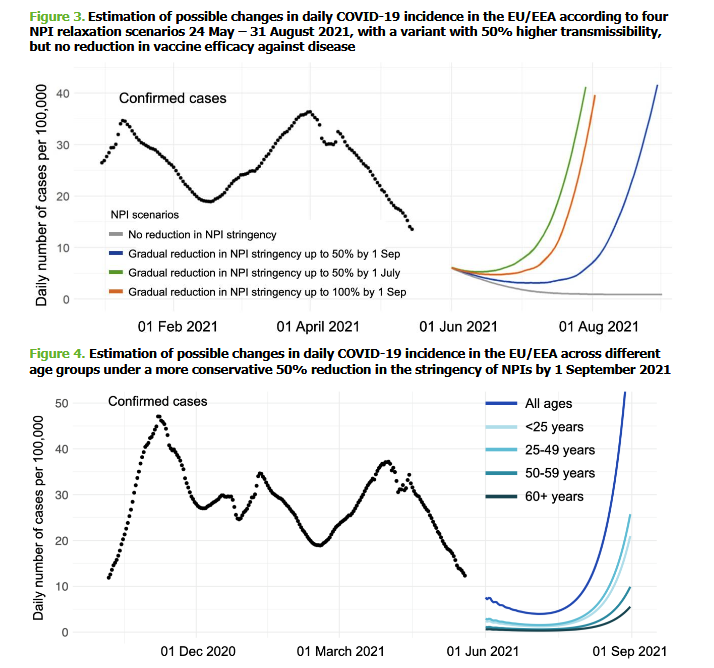 Figure 3. Estimation of possible changes in daily COVID-19 incidence in the EU/EEA according to four
NPI relaxation scenarios 24 May – 31 August 2021, with a variant with 50% higher transmissibility,
but no reduction in vaccine efficacy against disease
Daily number of cases per 100,000
40
30
20
10
0
Confirmed cases
NPI scenarios
No reduction in NPI stringency
Gradual reduction in NPI stringency up to 50% by 1 Sep
Gradual reduction in NPI stringency up to 50% by 1 July
Gradual reduction in NPI stringency up to 100% by 1 Sep
01 Feb 2021
01 April 2021
01 Jun 2021
01 Aug 2021
Figure 4. Estimation of possible changes in daily COVID-19 incidence in the EU/EEA across different
age groups under a more conservative 50% reduction in the stringency of NPIs by 1 September 2021
Daily number of cases per 100,000
50
40
30
20
10
0
Confirmed cases
All ages
<25 years
25-49 years
50-59 years
60+ years
01 Dec 2020
01 March 2021
01 Jun 2021
01 Sep 2021